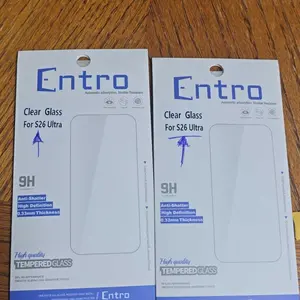 Entro
Clear Glass
For S26 Ultra
9H
Anti-Shatter
High Definition
0.33mm Thickness
High quality
TEMPERED GLASS
Entro
Entro
Clear Glass
For S26 Ultra
9H
Anti-Shatter
High Definition
0.33mm Thickness
High quality
TEMPERED GLASS
Entro